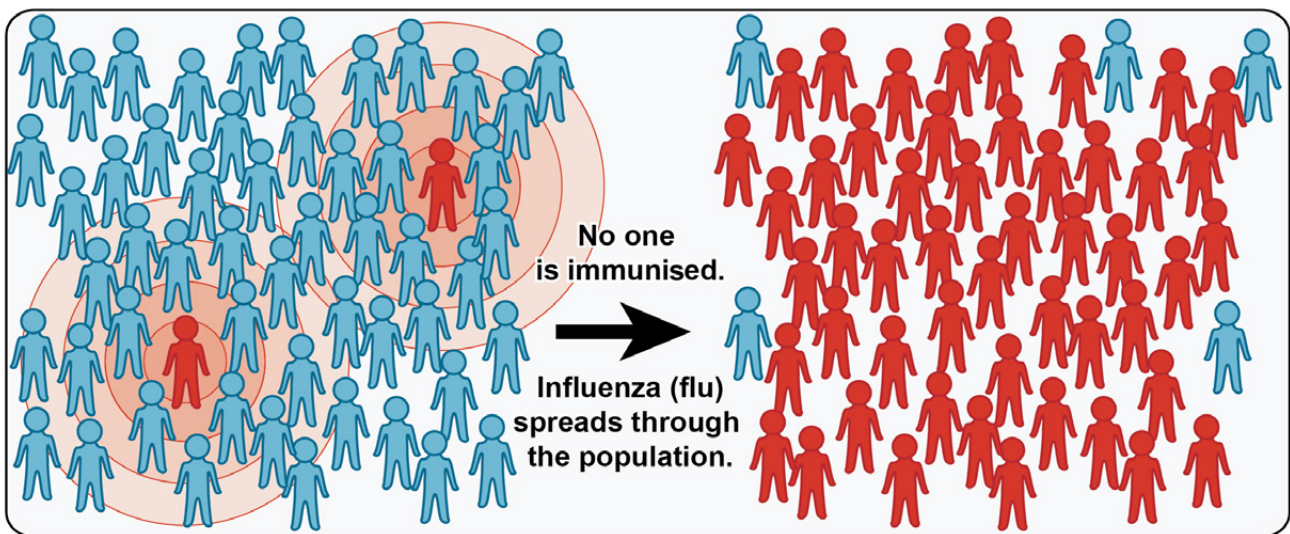 No one
is immunised.
Influenza (flu)
spreads through
the population.